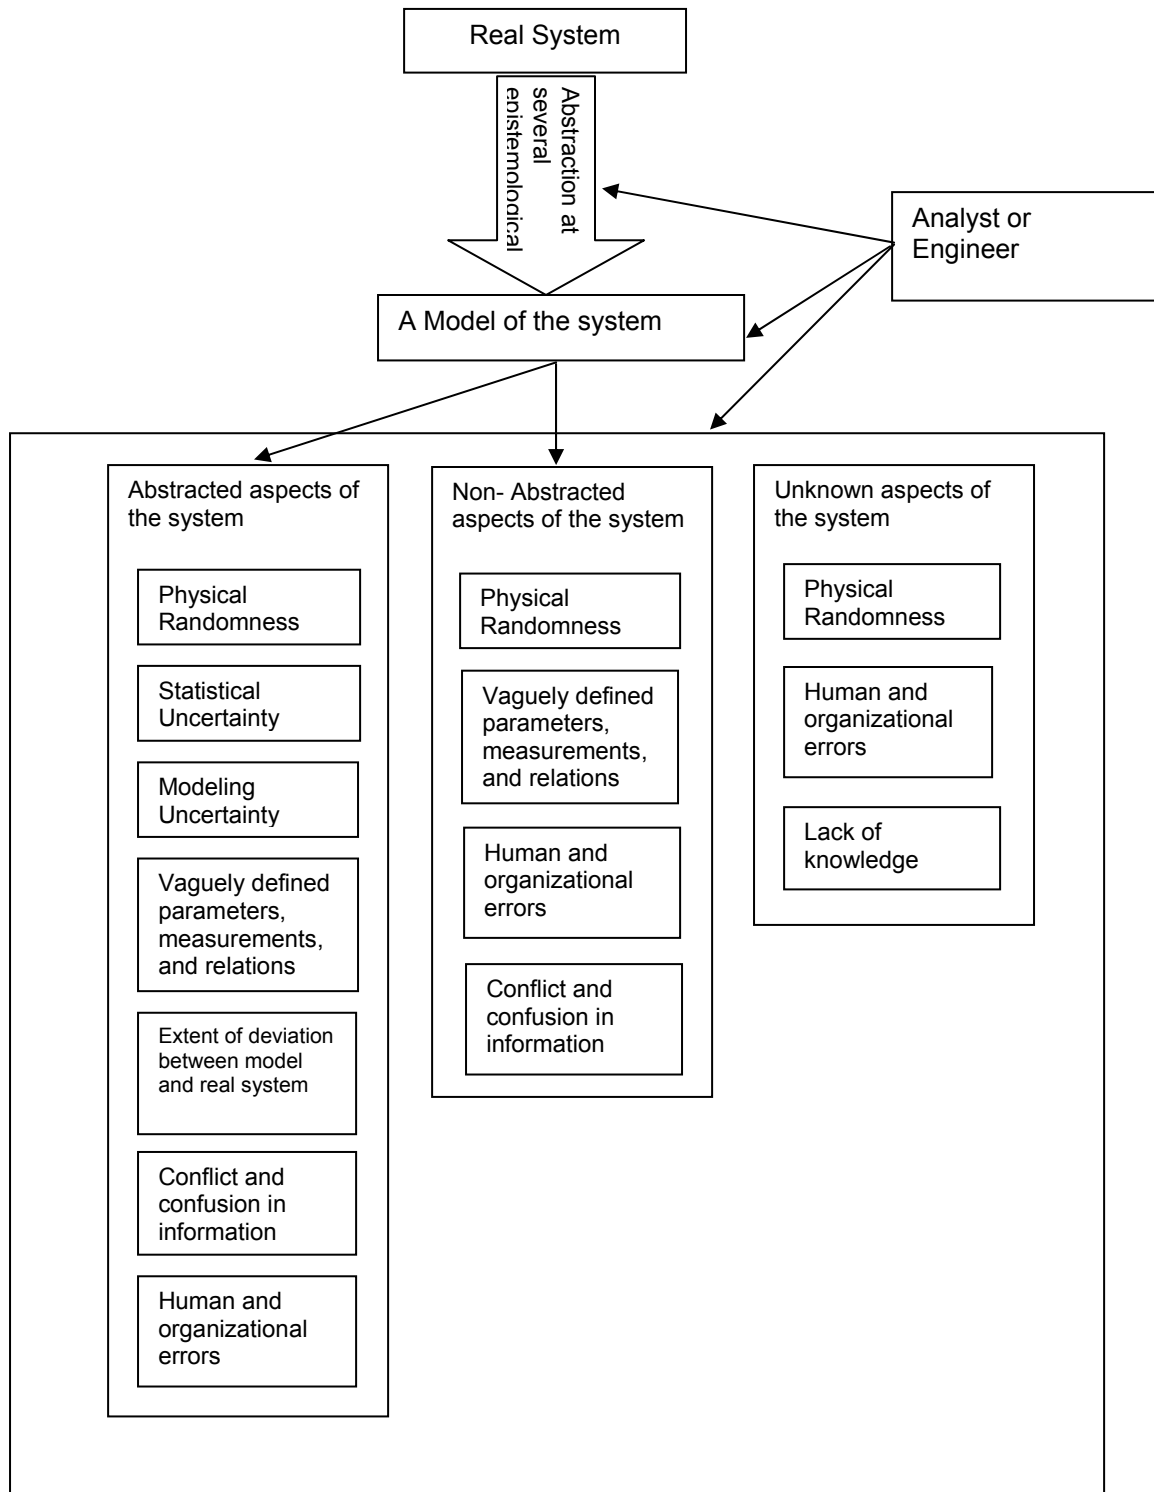 Real System
Abstraction at
several
epistemological
Analyst or
Engineer
A Model of the system
Abstracted aspects of
the system
Physical
Randomness
Statistical
Uncertainty
Modeling
Uncertainty
Vaguely defined
parameters,
measurements,
and relations
Extent of deviation
between model
and real system
Conflict and
confusion in
information
Human and
organizational
errors
Non- Abstracted
aspects of the system
Physical
Randomness
Vaguely defined
parameters,
measurements,
and relations
Human and
organizational
errors
Conflict and
confusion in
information
Unknown aspects of
the system
Physical
Randomness
Human and
organizational
errors
Lack of
knowledge